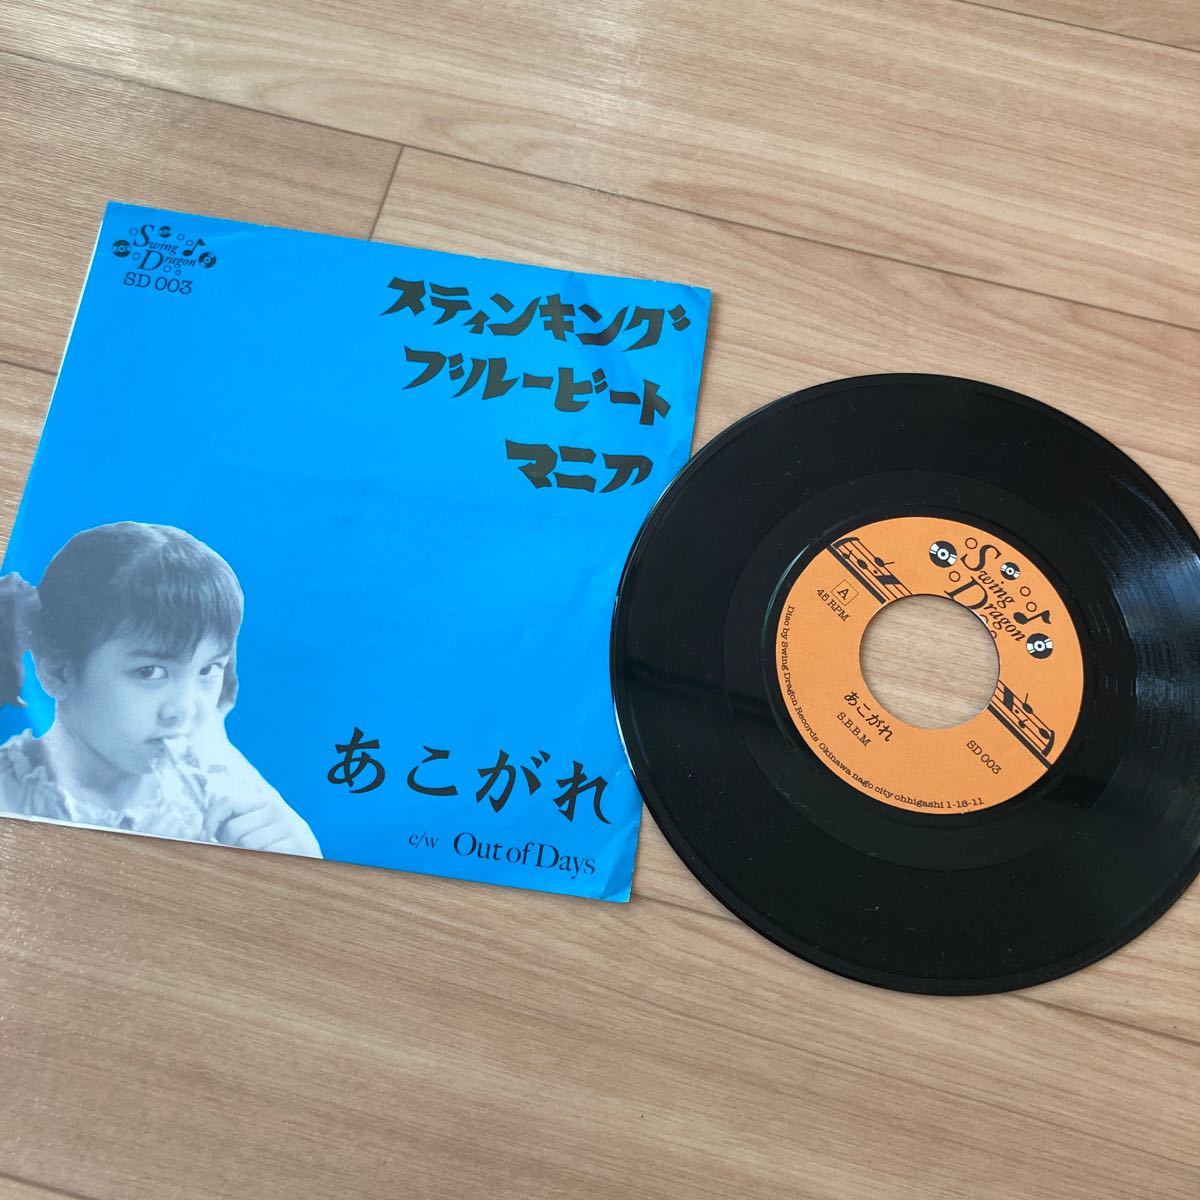 Swing
Dragon
SD 003
スティンキング
ブルービート
マニア
あこがれ
c/w Out of Days
Swing
Dragon
A
45 RPM
あこがれ
S.B.B.M
SD 003
Disc by Swing Dragon Records Okinawa nago city ohhigashi 1-18-11